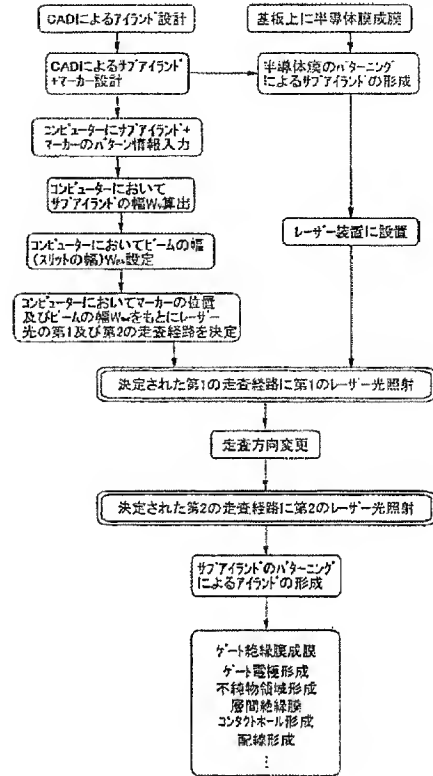 CADによるアイランド設計
基板上に半導体膜成膜
CADによるサブアイランド
+マーカー設計
半導体膜のパターニング
によるサブアイランドの形成
コンピューターにサブアイランド+
マーカーのパターン情報入力
コンピューターにおいて
サブアイランドの幅W算出
レーザー装置に設置
コンピューターにおいてビームの幅
(スリットの幅)W設定
コンピューターにおいてマーカーの位置
及びビームの幅Wをもとにレーザー
光の第1及び第2の走査経路を決定
決定された第1の走査経路に第1のレーザー光照射
走査方向変更
決定された第2の走査経路に第2のレーザー光照射
サブアイランドのパターニング
によるアイランドの形成
ゲート絶縁膜成膜
ゲート電極形成
不純物領域形成
層間絶縁膜
コンタクトホール形成
配線形成
⋮